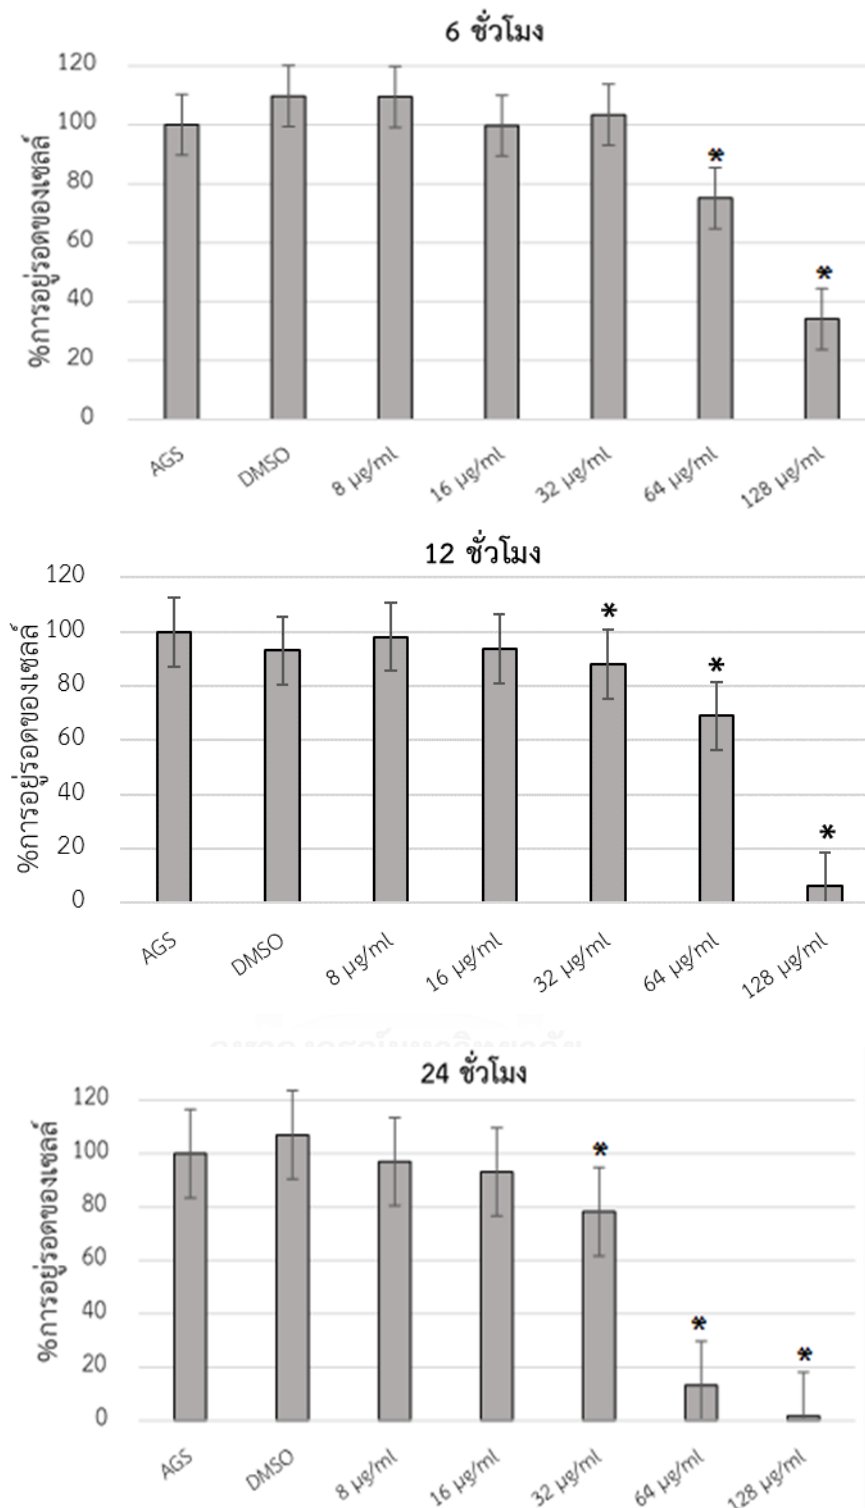 6 ชั่วโมง
%การอยู่รอดของเซลล์
120
100
80
60
40
20
0
*
*
AGS
DMSO
8 µg/ml
16 µg/ml
32 µg/ml
64 µg/ml
128 µg/ml
12 ชั่วโมง
%การอยู่รอดของเซลล์
120
100
80
60
40
20
0
*
*
*
AGS
DMSO
8 µg/ml
16 µg/ml
32 µg/ml
64 µg/ml
128 µg/ml
24 ชั่วโมง
%การอยู่รอดของเซลล์
120
100
80
60
40
20
0
*
*
*
AGS
DMSO
8 µg/ml
16 µg/ml
32 µg/ml
64 µg/ml
128 µg/ml